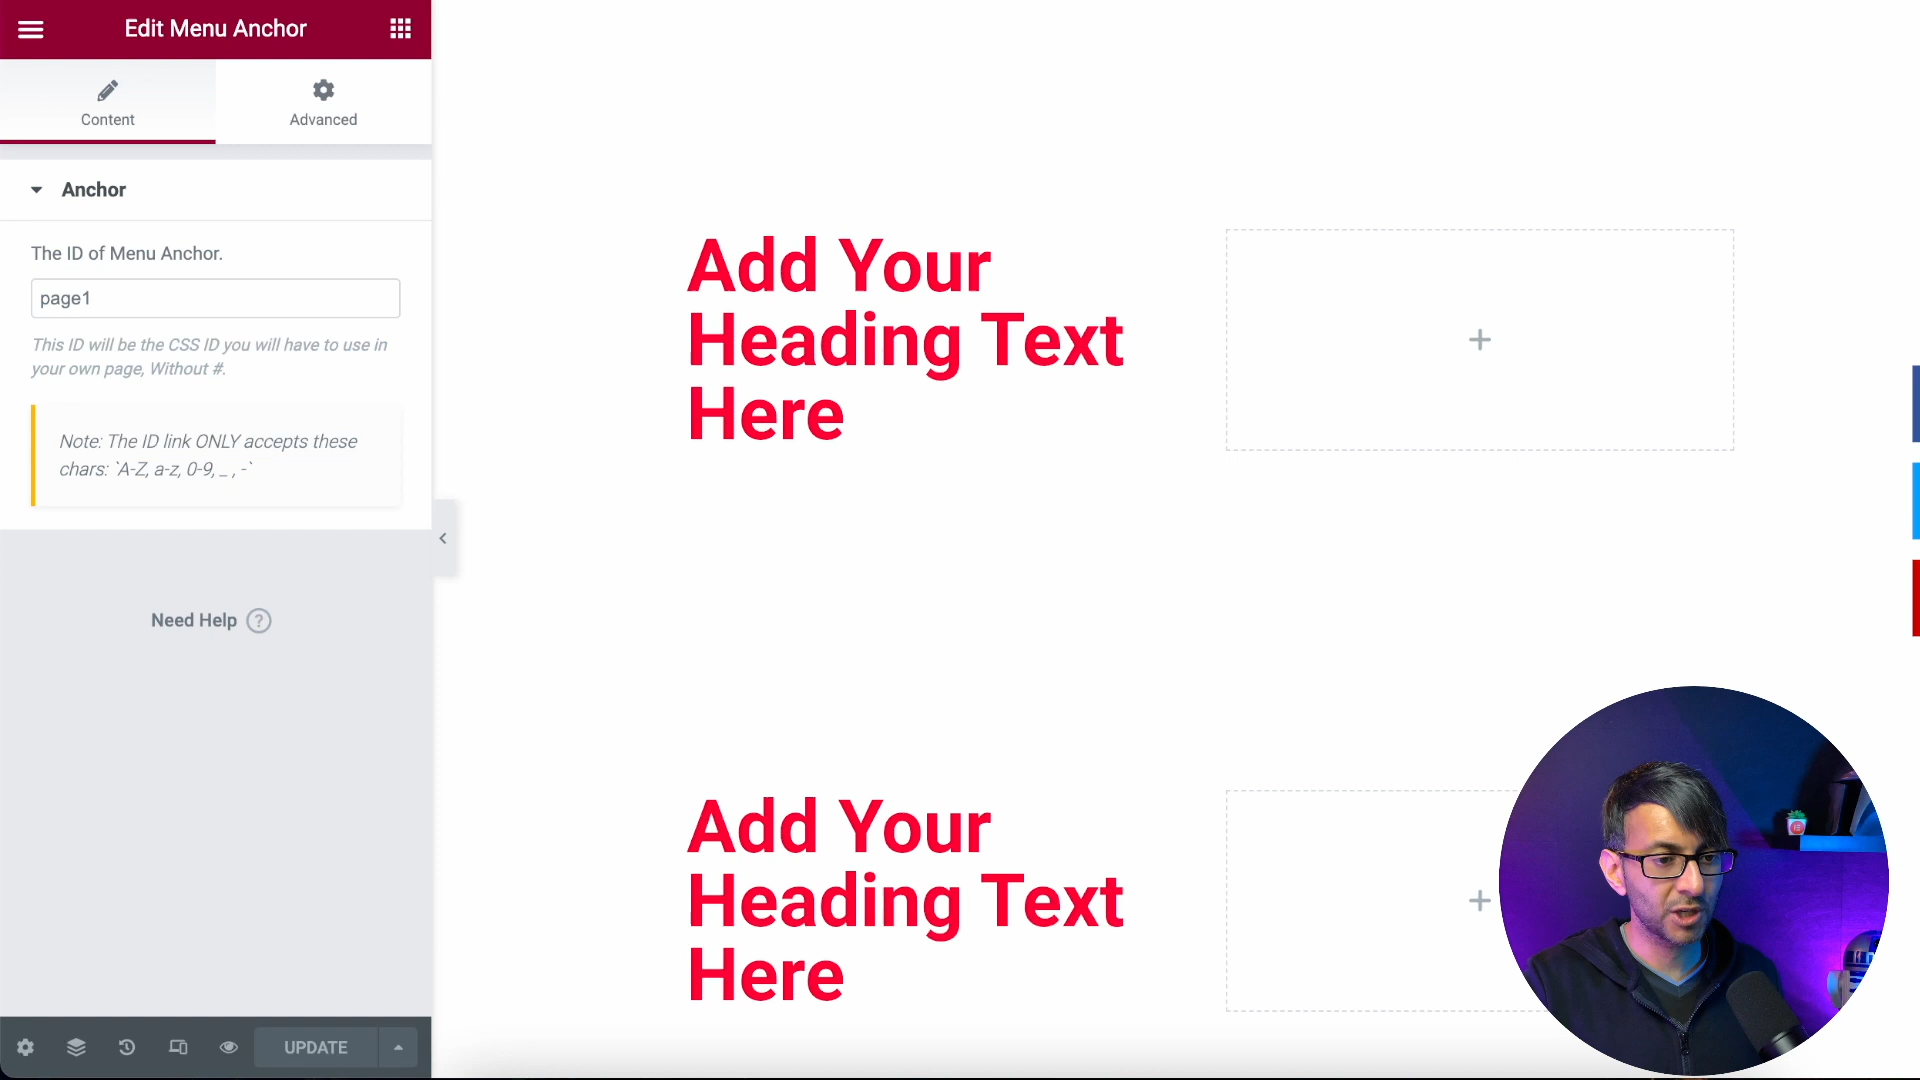 Edit Menu Anchor
Content
Advanced
Anchor
The ID of Menu Anchor.
page1
This ID will be the CSS ID you will have to use in
your own page, Without #.
Note: The ID link ONLY accepts these
chars: `A-Z, a-z, 0-9, _ , -`
Need Help ?
UPDATE
Add Your
Heading Text
Here
Add Your
Heading Text
Here